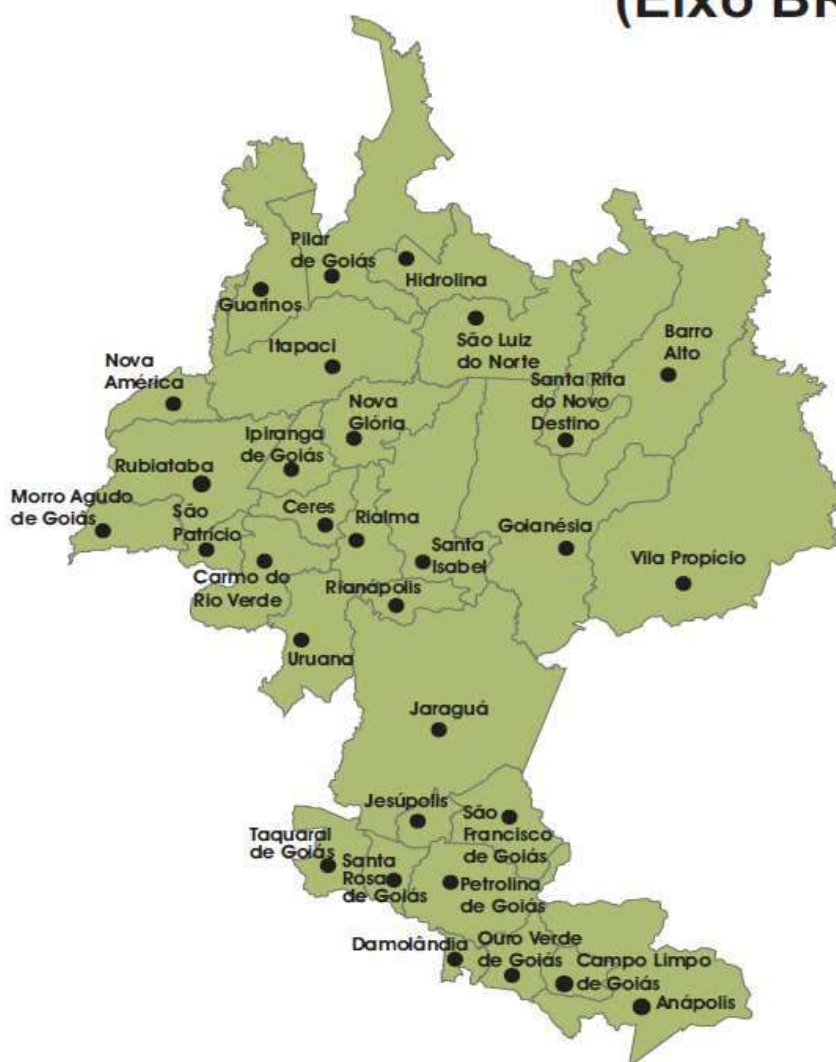 (Eixo BR
Pilar
de Goiás
Hidrolina
Guarinos
São Luiz
do Norte
Barro
Alto
Itapaci
Nova
América
Santa Rita
do Novo
Destino
Nova
Glória
Ipiranga
de Goiás
Rubiataba
Morro Agudo
de Goiás
São
Patrício
Ceres
Rialma
Goianésia
Santa
Isabel
Vila Propício
Carmo do
Rio Verde
Rianápolis
Uruana
Jaraguá
Jesúpolis
São
Francisco
de Goiás
Taquaral
de Goiás
Santa
Rosa
de Goiás
Petrolina
de Goiás
Damolândia
Ouro Verde
de Goiás
Campo Limpo
de Goiás
Anápolis